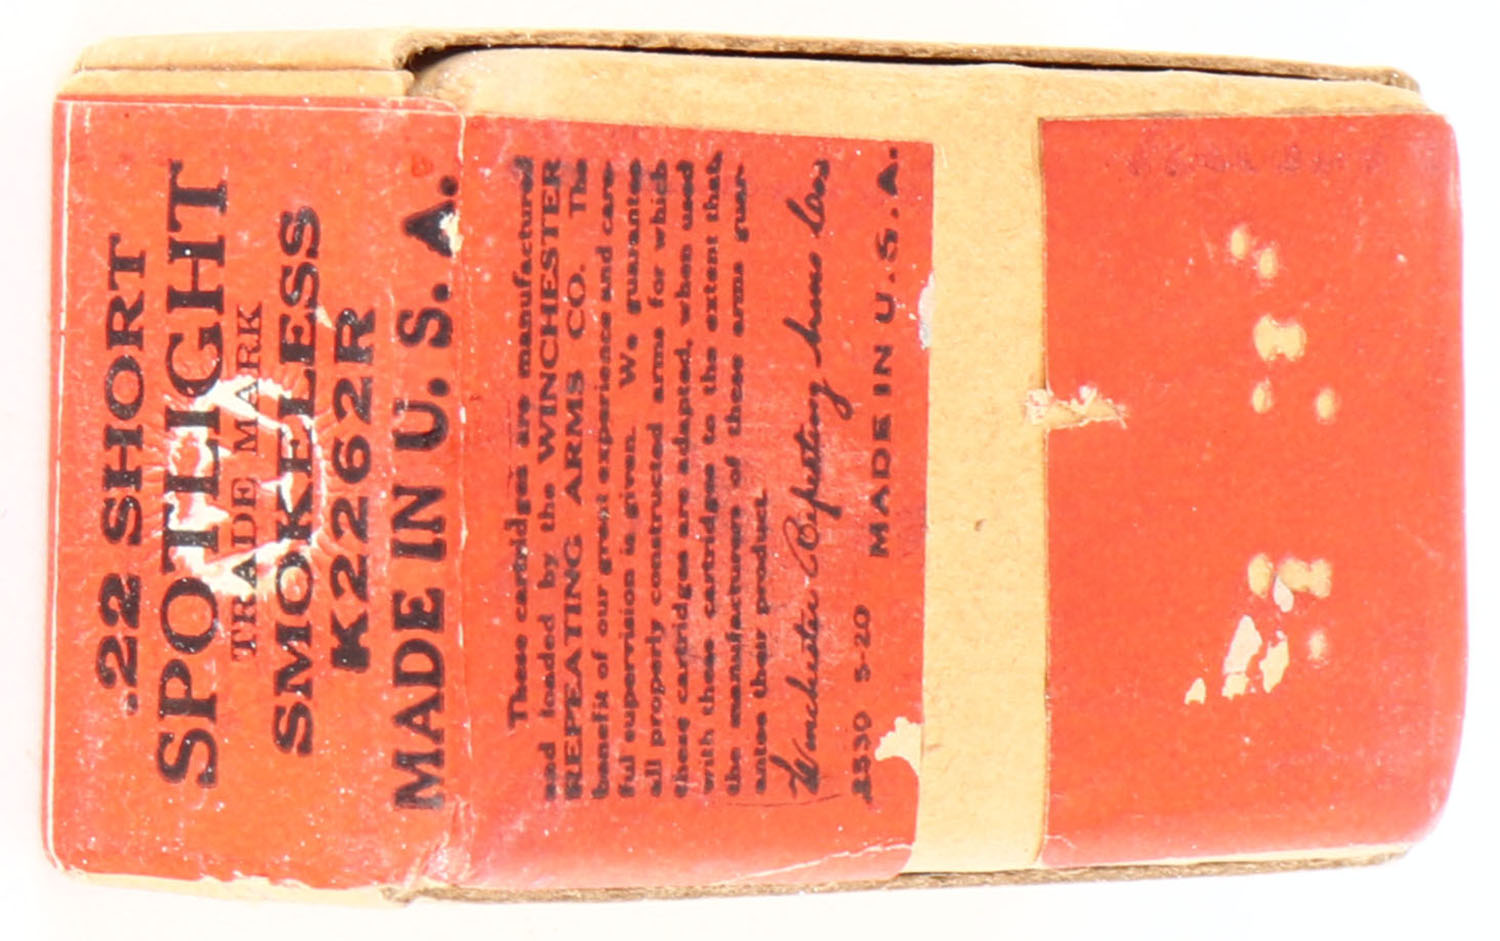 .22 SHORT
SPOTLIGHT
TRADE MARK
SMOKELESS
K2262R
MADE IN U.S.A.
These cartridges are manufactured
and loaded by the WINCHESTER
REPEATING ARMS CO. The
benefit of our great experience and care-
ful supervision is given. We guarantee
all properly constructed arms for which
these cartridges are adapted, when used
with these cartridges to the extent that
the manufacturers of these arms guar-
antee their product.
Winchester Repeating Arms Co.
5-20 MADE IN U.S.A.